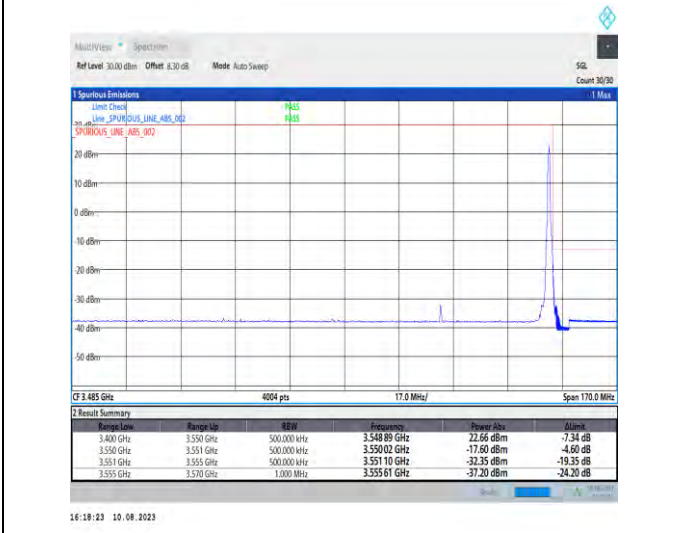 MultiView Spectrum
Ref Level 30.00 dBm Offset 8.30 dB Mode Auto Sweep SGL
Count 30/30
1 Spurious Emissions 1 Max
Limit Check PASS
Line _SPURIOUS_LINE_ABS_002 PASS
_SPURIOUS_LINE_ABS_002
20 dBm
10 dBm
0 dBm
-10 dBm
-20 dBm
-30 dBm
-40 dBm
-50 dBm
CF 3.485 GHz 4004 pts 17.0 MHz/ Span 170.0 MHz
2 Result Summary
Range Low Range Up RBW Frequency Power Abs ΔLimit
3.400 GHz 3.550 GHz 500.000 kHz 3.548 89 GHz 22.66 dBm -7.34 dB
3.550 GHz 3.551 GHz 500.000 kHz 3.550 02 GHz -17.60 dBm -4.60 dB
3.551 GHz 3.555 GHz 500.000 kHz 3.551 10 GHz -32.35 dBm -19.35 dB
3.555 GHz 3.570 GHz 1.000 MHz 3.555 61 GHz -37.20 dBm -24.20 dB
16:18:23 10.08.2023